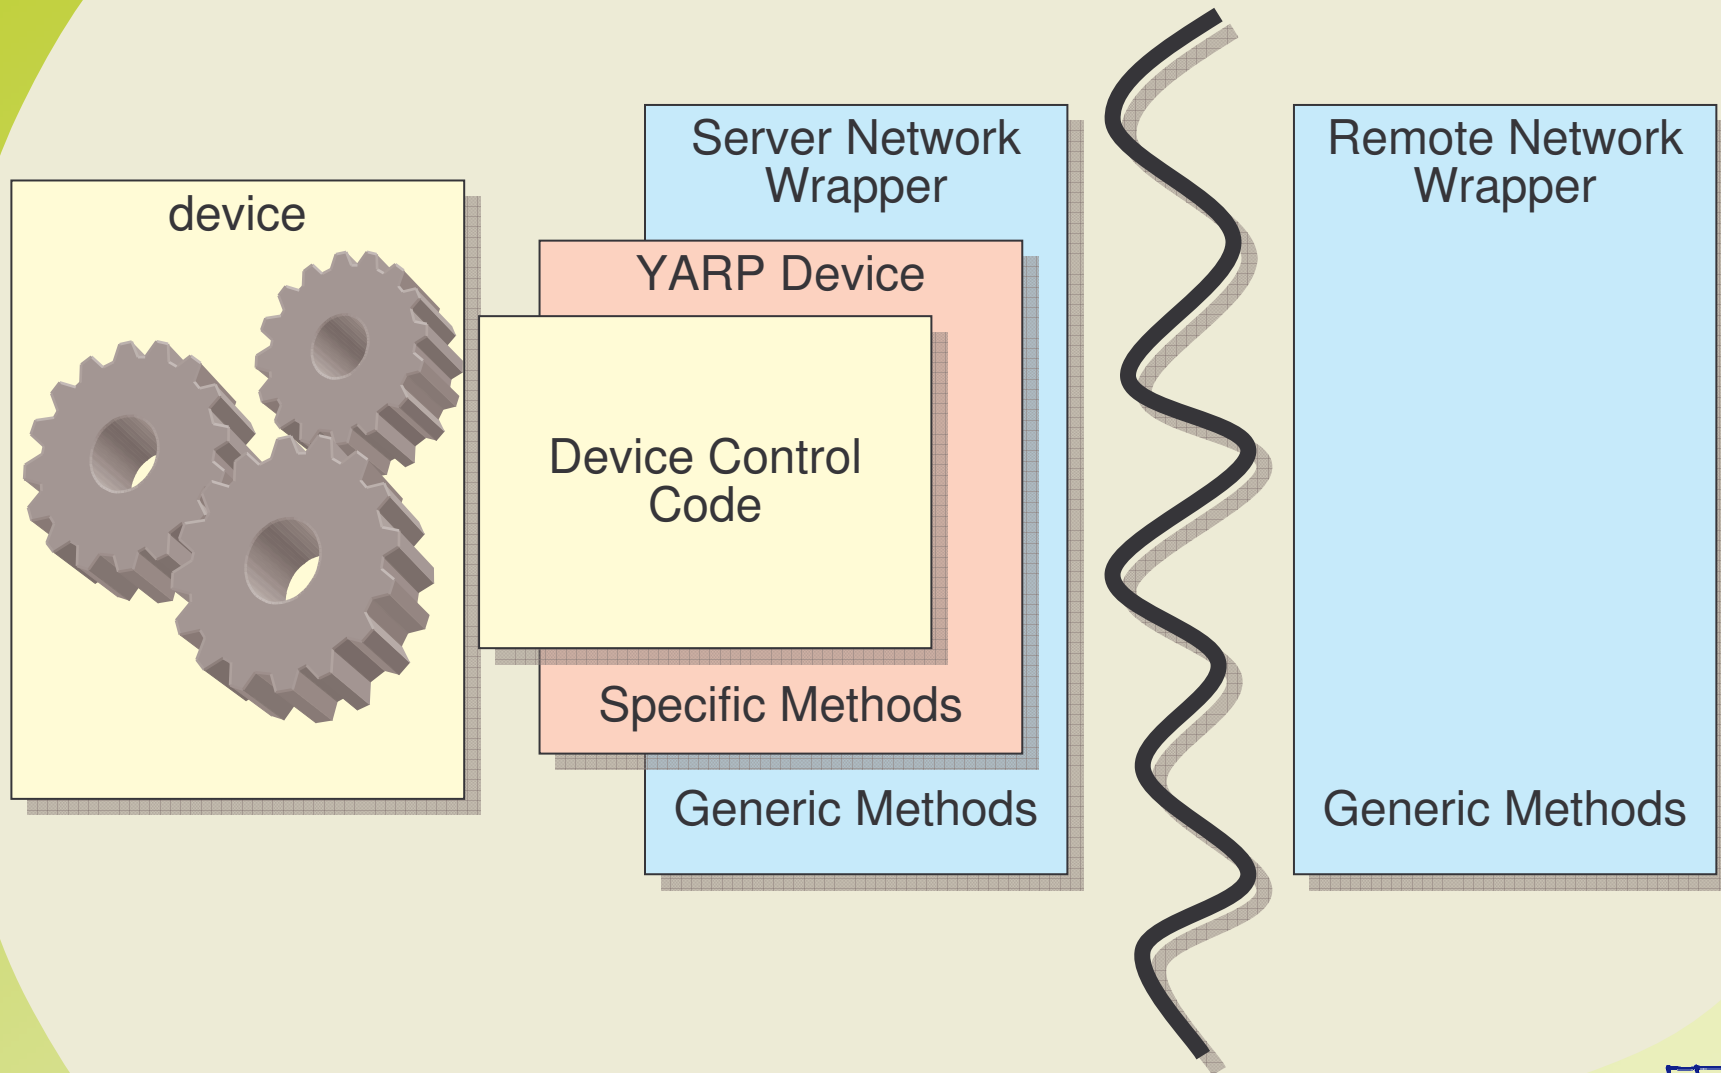 device
Server Network
Wrapper
YARP Device
Device Control
Code
Specific Methods
Generic Methods
Remote Network
Wrapper
Generic Methods